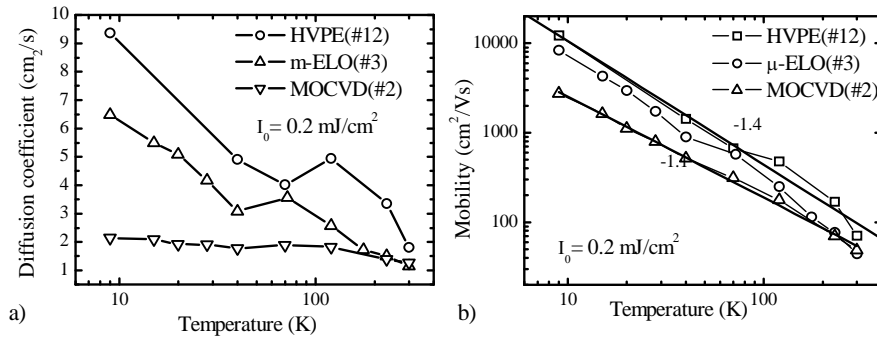 10
9
8
7
6
5
4
3
2
1
Diffusion coefficient (cm²/s)
HVPE(#12)
m-ELO(#3)
MOCVD(#2)
I₀= 0.2 mJ/cm²
10
100
Temperature (K)
a)
10000
1000
100
Mobility (cm²/Vs)
HVPE(#12)
μ-ELO(#3)
MOCVD(#2)
-1.4
-1.1
I₀= 0.2 mJ/cm²
10
100
Temperature (K)
b)